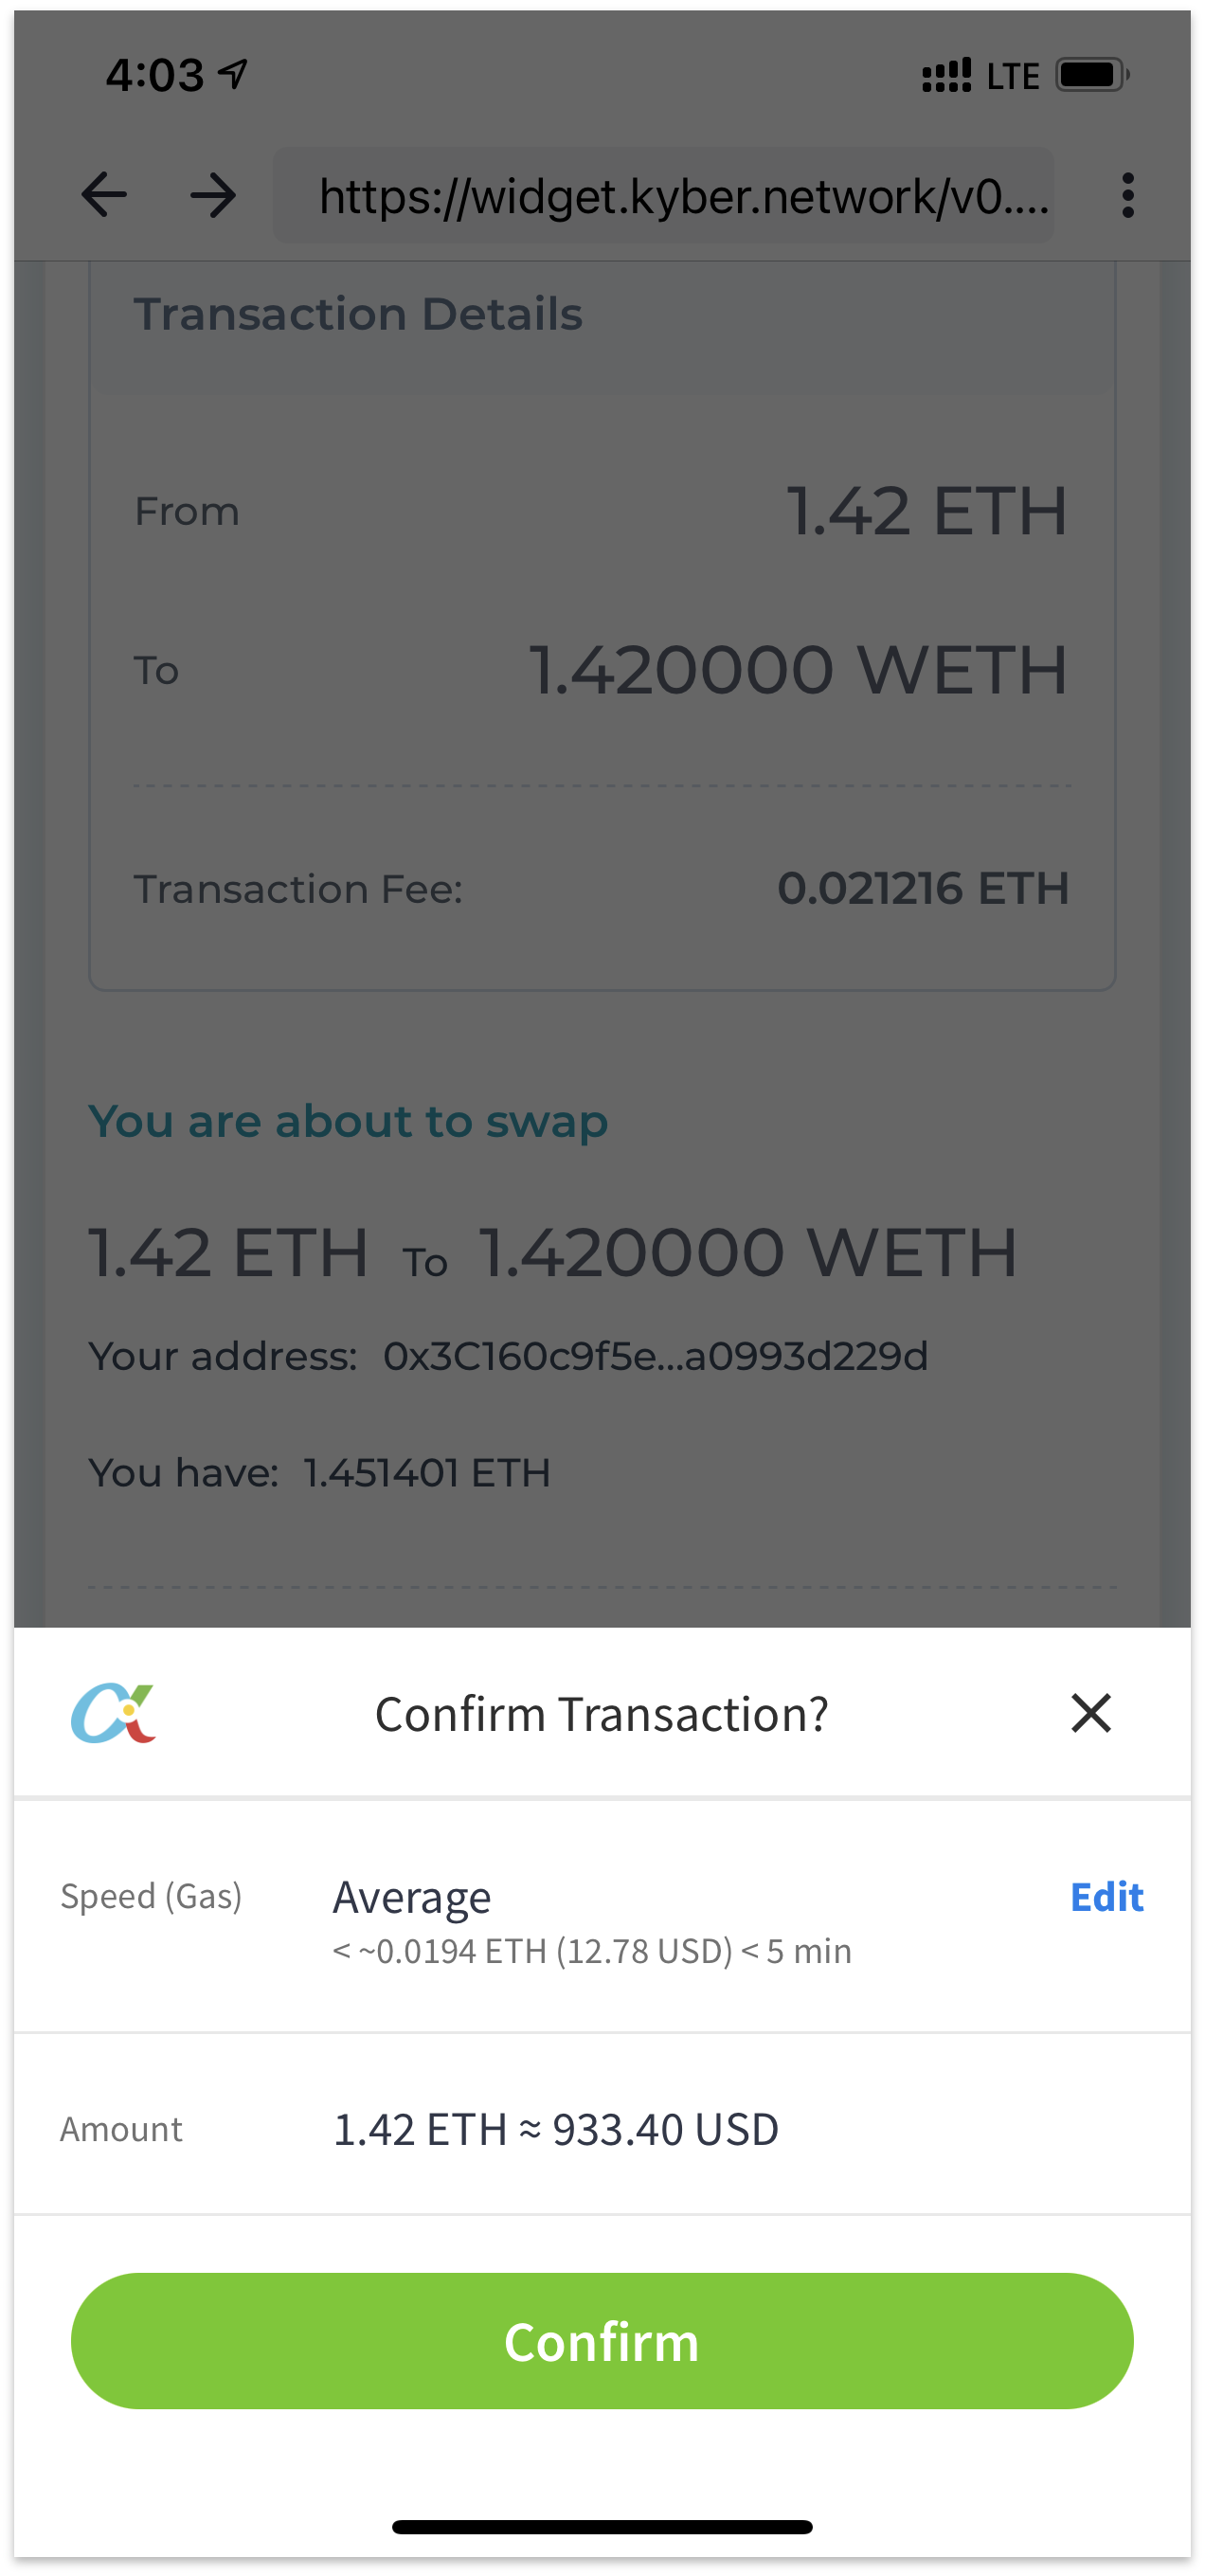 4:03 LTE
https://widget.kyber.network/v0....
Transaction Details
From 1.42 ETH
To 1.420000 WETH
Transaction Fee: 0.021216 ETH
You are about to swap
1.42 ETH To 1.420000 WETH
Your address: 0x3C160c9f5e...a0993d229d
You have: 1.451401 ETH
Confirm Transaction?
Speed (Gas) Average Edit
< ~0.0194 ETH (12.78 USD) < 5 min
Amount 1.42 ETH ≈ 933.40 USD
Confirm